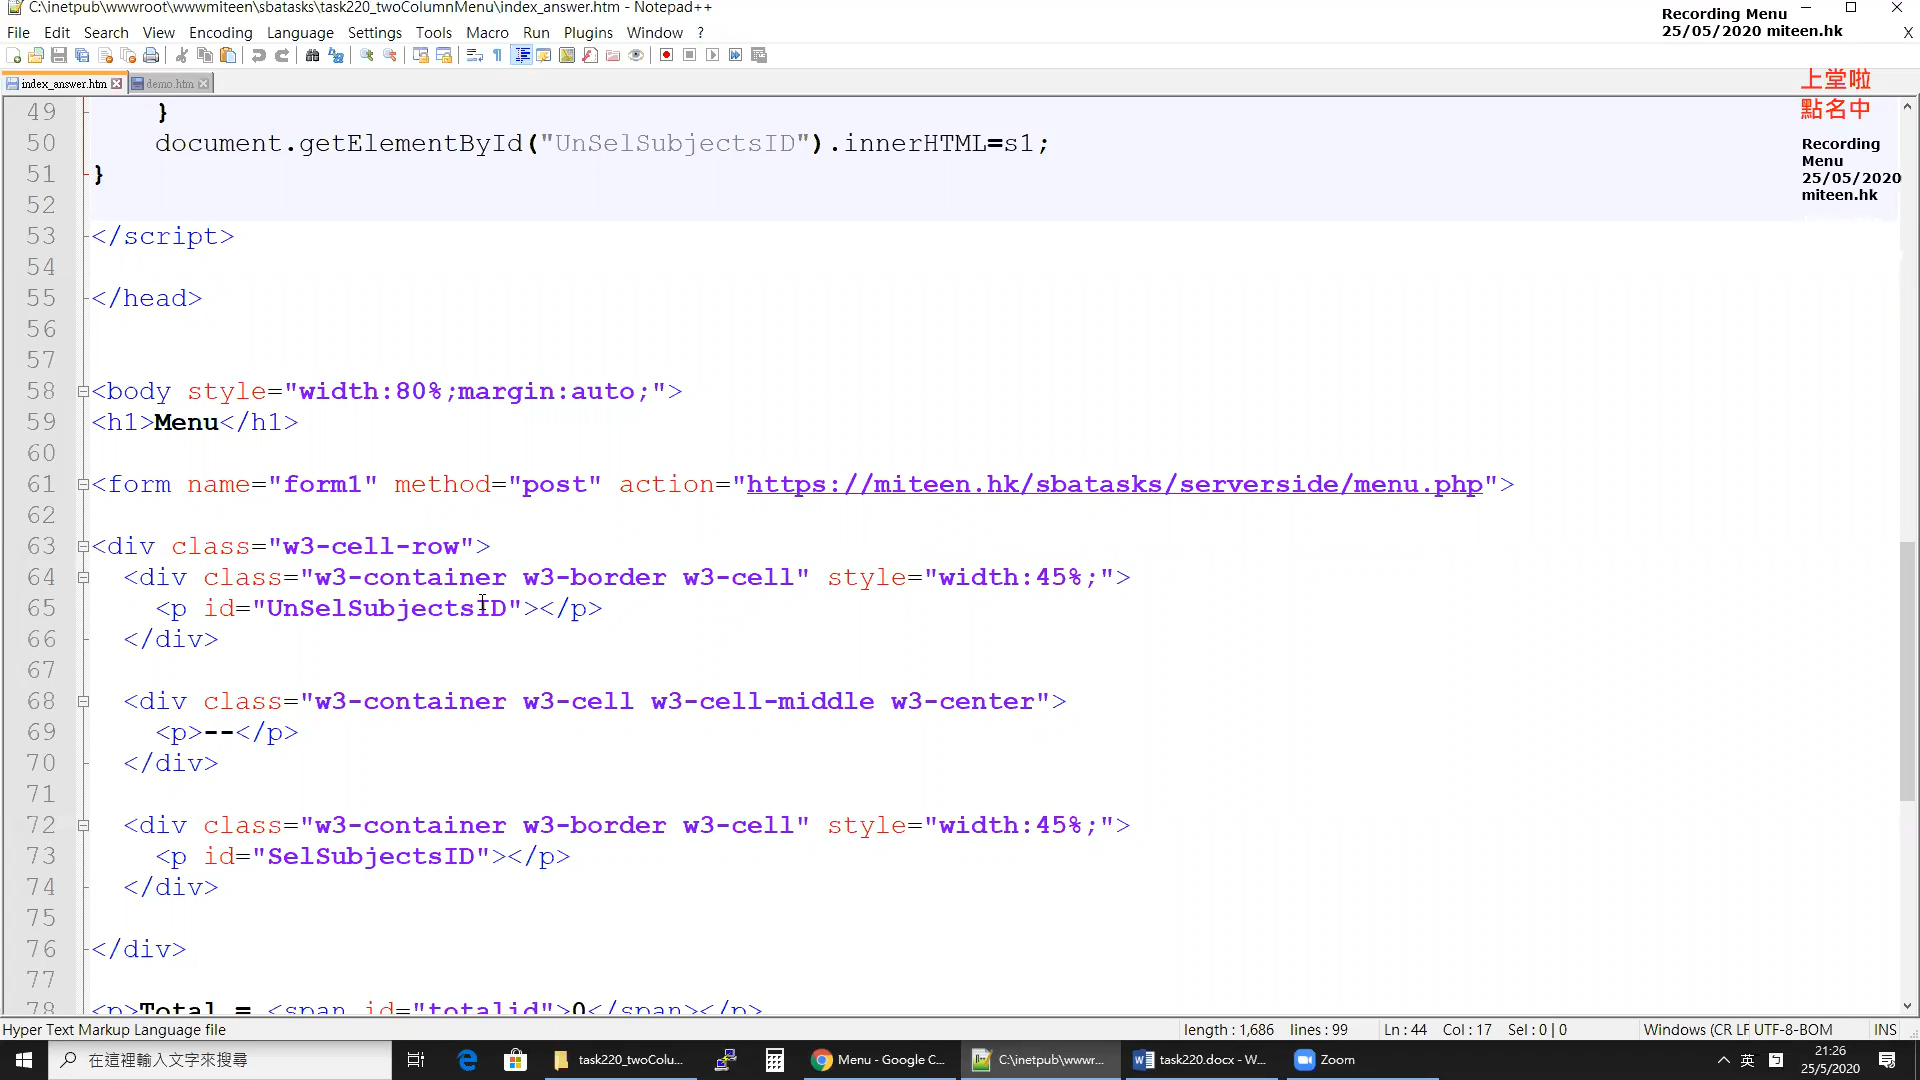 C:\inetpub\wwwroot\wwwmiteen\sbatasks\task220_twoColumnMenu\index_answer.htm - Notepad++
File Edit Search View Encoding Language Settings Tools Macro Run Plugins Window ? X
Recording Menu
25/05/2020 miteen.hk
index_answer.htm demo.htm
上堂啦
點名中
Recording
Menu
25/05/2020
miteen.hk
49 }
50 document.getElementById("UnSelSubjectsID").innerHTML=s1;
51 }
52
53 </script>
54
55 </head>
56
57
58 <body style="width:80%;margin:auto;">
59 <h1>Menu</h1>
60
61 <form name="form1" method="post" action="https://miteen.hk/sbatasks/serverside/menu.php">
62
63 <div class="w3-cell-row">
64 <div class="w3-container w3-border w3-cell" style="width:45%;">
65 <p id="UnSelSubjectsID"></p>
66 </div>
67
68 <div class="w3-container w3-cell w3-cell-middle w3-center">
69 <p>--</p>
70 </div>
71
72 <div class="w3-container w3-border w3-cell" style="width:45%;">
73 <p id="SelSubjectsID"></p>
74 </div>
75
76 </div>
77
78 <p>Total = <span id="totalid">0</span></p>
Hyper Text Markup Language file length : 1,686 lines : 99 Ln : 44 Col : 17 Sel : 0 | 0 Windows (CR LF UTF-8-BOM INS
在這裡輸入文字來搜尋 task220_twoColu... Menu - Google C... C:\inetpub\wwwr... task220.docx - W... Zoom 英 21:26
25/5/2020